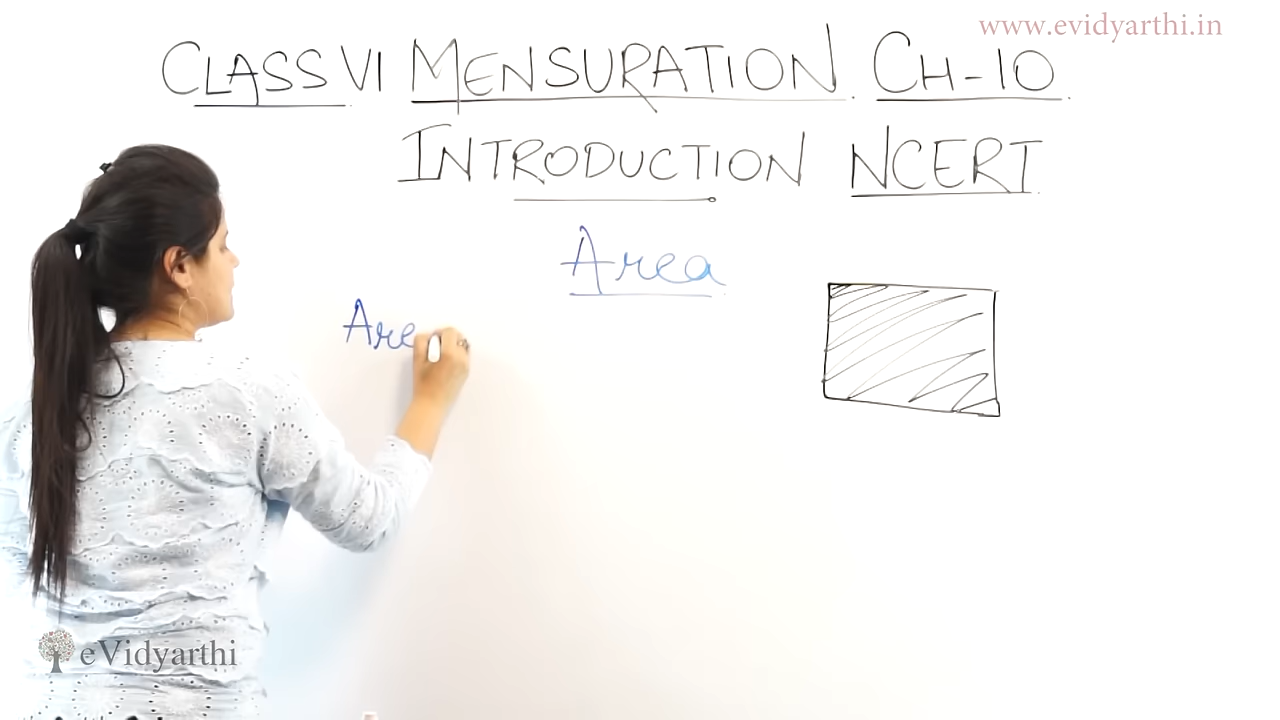 www.evidyarthi.in
CLASS VI MENSURATION CH-10
INTRODUCTION NCERT
Area
Are
eVidyarthi